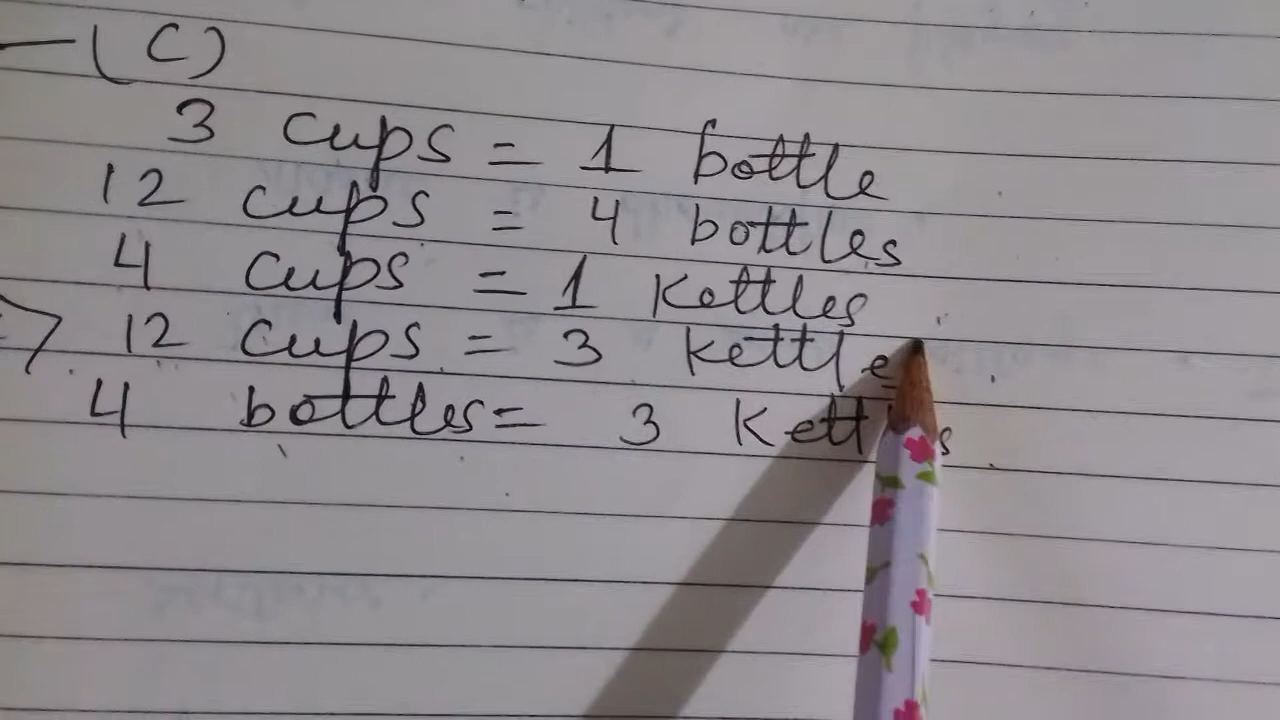 — (C)
3 cups = 1 bottle
12 cups = 4 bottles
4 cups = 1 Kettles
=> 12 cups = 3 kettle
4 bottles = 3